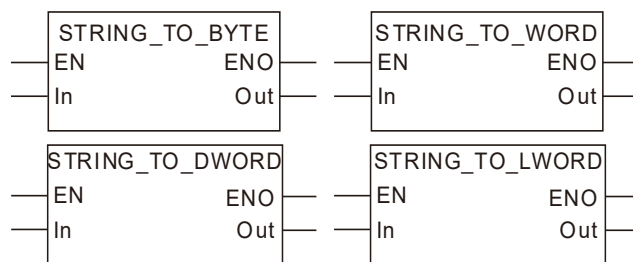 STRING_TO_BYTE
EN ENO
In Out
STRING_TO_WORD
EN ENO
In Out
STRING_TO_DWORD
EN ENO
In Out
STRING_TO_LWORD
EN ENO
In Out